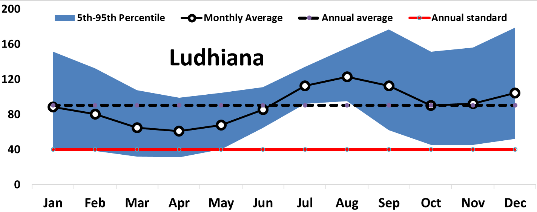 200
5th-95th Percentile Monthly Average Annual average Annual standard
Ludhiana
160
120
80
40
0
Jan Feb Mar Apr May Jun Jul Aug Sep Oct Nov Dec